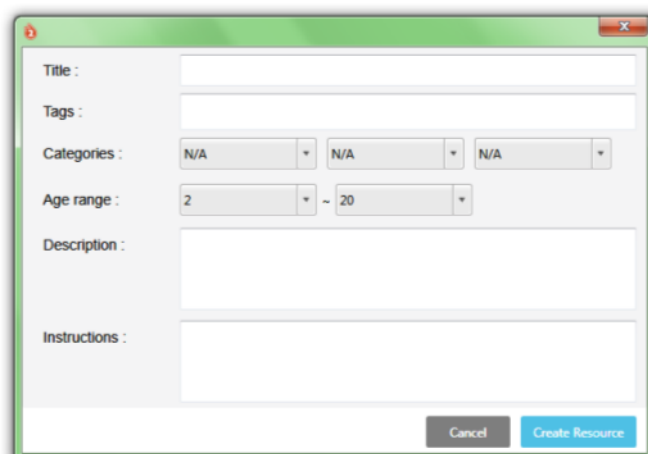 x
Title :
Tags :
Categories : N/A N/A N/A
Age range : 2 ~ 20
Description :
Instructions :
Cancel Create Resource